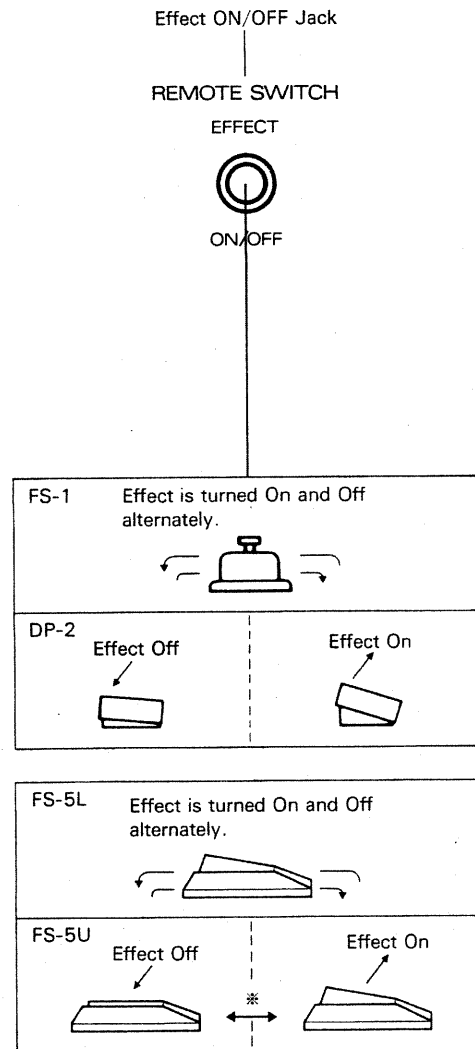 Effect ON/OFF Jack
REMOTE SWITCH
EFFECT
ON/OFF
FS-1 Effect is turned On and Off
alternately.
DP-2
Effect Off
Effect On
FS-5L Effect is turned On and Off
alternately.
FS-5U
Effect Off
Effect On
※